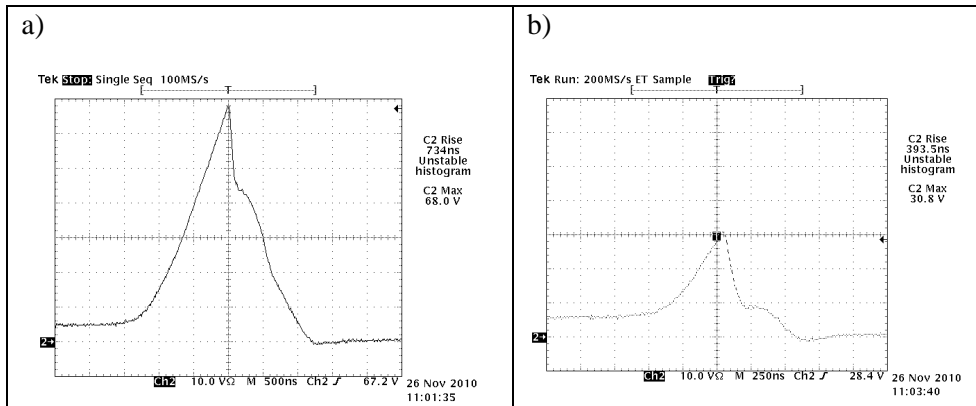 a)
Tek Stop: Single Seq 100MS/s
[ T ]
C2 Rise
734ns
Unstable
histogram
C2 Max
68.0 V
2
Ch2 10.0 VΩ M 500ns Ch2 ʃ 67.2 V
26 Nov 2010
11:01:35
b)
Tek Run: 200MS/s ET Sample Trig?
[ T ]
T
C2 Rise
393.5ns
Unstable
histogram
C2 Max
30.8 V
2
Ch2 10.0 VΩ M 250ns Ch2 ʃ 28.4 V
26 Nov 2010
11:03:40